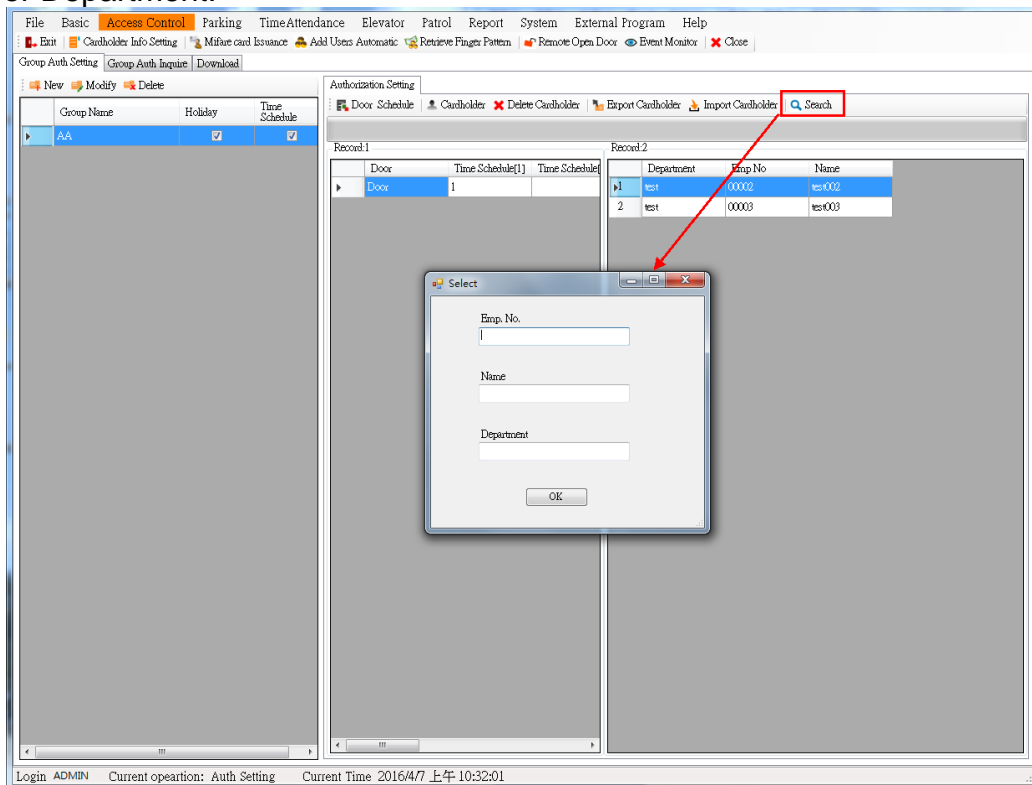 or Department.
File Basic Access Control Parking TimeAttendance Elevator Patrol Report System External Program Help
Exit Cardholder Info Setting Mifare card Issuance Add Users Automatic Retrieve Finger Pattern Remote Open Door Event Monitor Close
Group Auth Setting Group Auth Inquire Download
New Modify Delete
Group Name Holiday Time Schedule
AA
Authorization Setting
Door Schedule Cardholder Delete Cardholder Export Cardholder Import Cardholder Search
Record:1
Door Time Schedule[1] Time Schedule[
Door 1
Record:2
Department Emp No Name
1 test 00002 test002
2 test 00003 test003
Select
Emp. No.
Name
Department
OK
Login ADMIN Current opeartion: Auth Setting Current Time 2016/4/7 上午 10:32:01